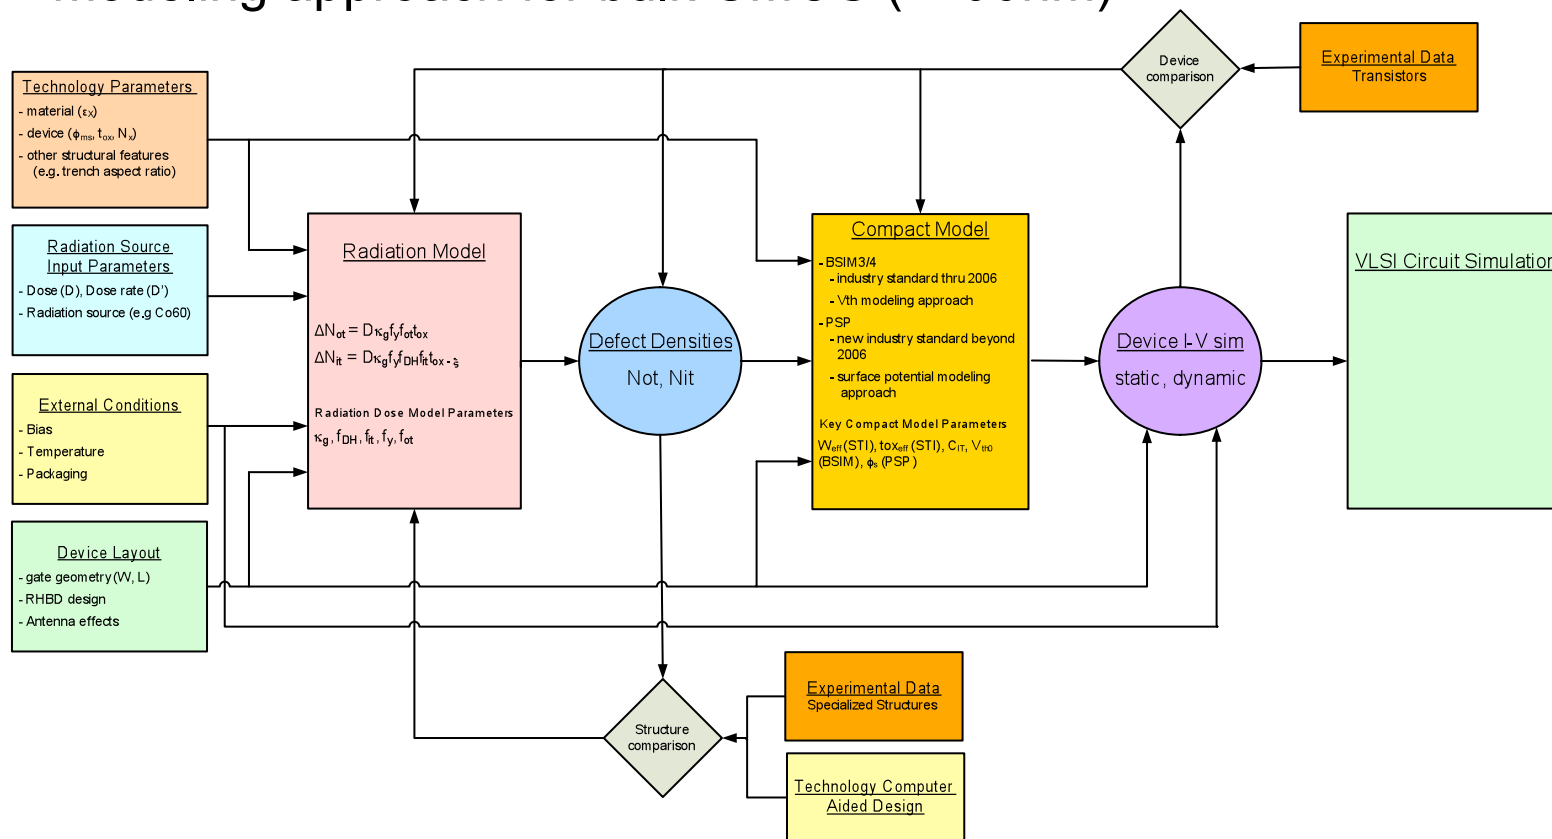 Device
comparison
Experimental Data
Transistors
Technology Parameters
- material (εx)
- device (ϕms, tox, Nx)
- other structural features
(e.g. trench aspect ratio)
Radiation Source
Input Parameters
- Dose (D), Dose rate (D')
- Radiation source (e.g Co60)
External Conditions
- Bias
- Temperature
- Packaging
Device Layout
- gate geometry (W, L)
- RHBD design
- Antenna effects
Radiation Model
ΔNot = Dκgfyfottox
ΔNit = DκgfyfDHfittox - ξ
Radiation Dose Model Parameters
κg, fDH, fit, fy, fot
Defect Densities
Not, Nit
Compact Model
- BSIM3/4
- industry standard thru 2006
- Vth modeling approach
- PSP
- new industry standard beyond
2006
- surface potential modeling
approach
Key Compact Model Parameters
Weff (STI), toxeff (STI), CIT, Vth0
(BSIM), ϕs (PSP)
Device I-V sim
static, dynamic
VLSI Circuit Simulation
Structure
comparison
Experimental Data
Specialized Structures
Technology Computer
Aided Design